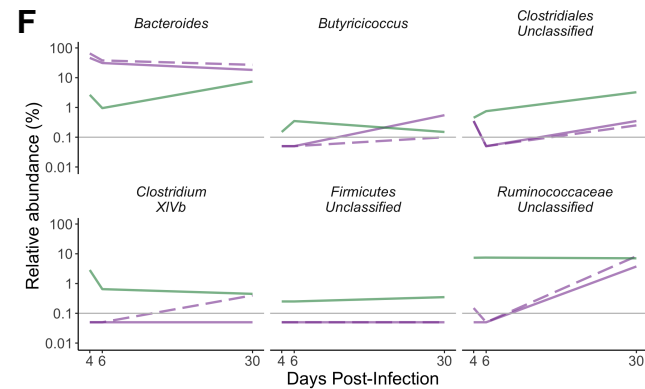 F
Bacteroides
Butyricicoccus
Clostridiales
Unclassified
Relative abundance (%)
100
10
1
0.1
0.01
Clostridium
XIVb
Firmicutes
Unclassified
Ruminococcaceae
Unclassified
100
10
1
0.1
0.01
4 6 30
4 6 30
4 6 30
Days Post-Infection